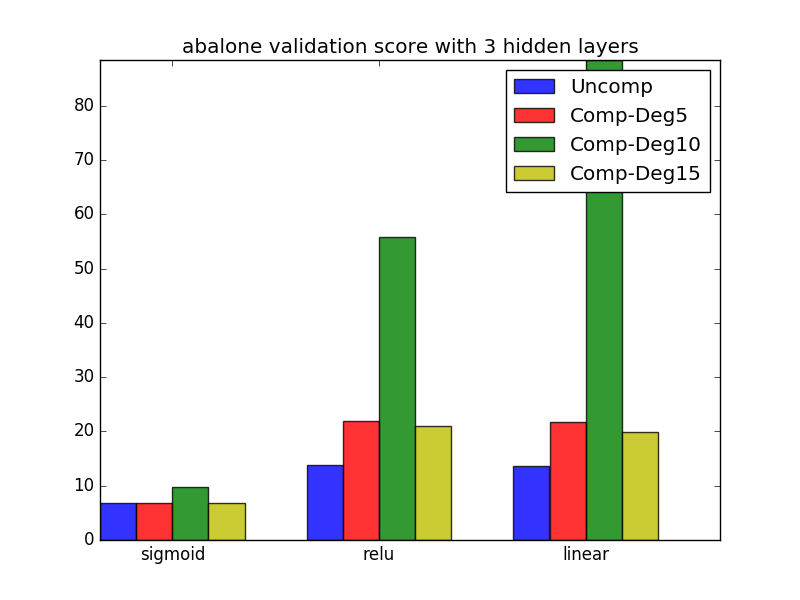 abalone validation score with 3 hidden layers
Uncomp
Comp-Deg5
Comp-Deg10
Comp-Deg15
80
70
60
50
40
30
20
10
0
sigmoid relu linear